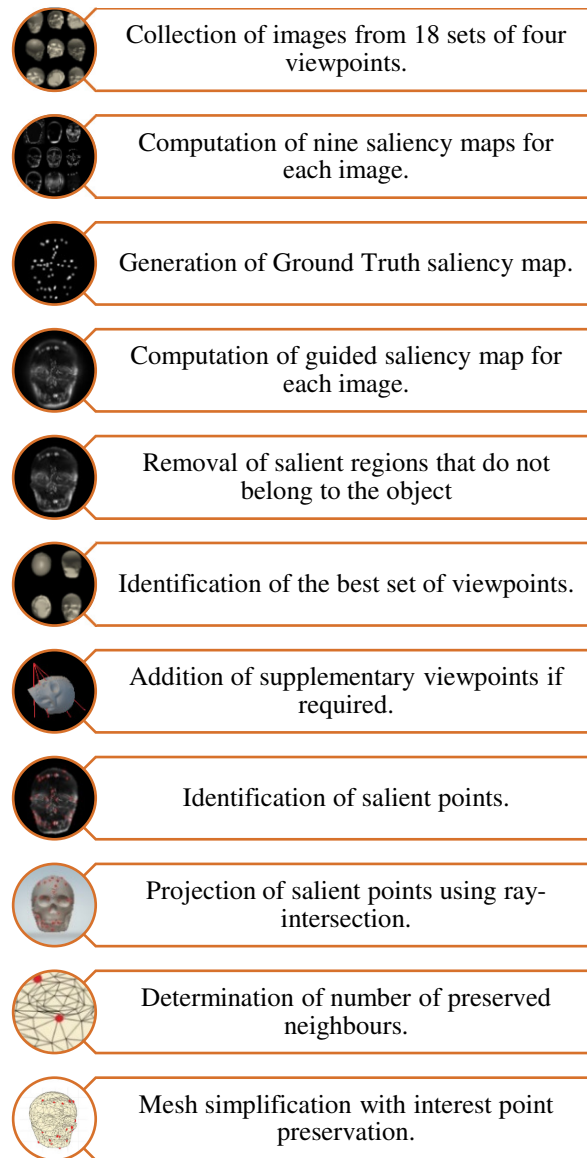 Collection of images from 18 sets of four
viewpoints.
Computation of nine saliency maps for
each image.
Generation of Ground Truth saliency map.
Computation of guided saliency map for
each image.
Removal of salient regions that do not
belong to the object
Identification of the best set of viewpoints.
Addition of supplementary viewpoints if
required.
Identification of salient points.
Projection of salient points using ray-
intersection.
Determination of number of preserved
neighbours.
Mesh simplification with interest point
preservation.